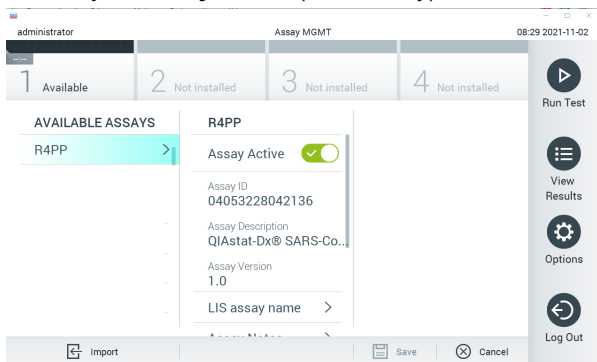 administrator
Assay MGMT
08:29 2021-11-02
--:--
1 Available
2 Not installed
3 Not installed
4 Not installed
Run Test
View
Results
Options
Log Out
AVAILABLE ASSAYS
R4PP
R4PP
Assay Active
Assay ID
04053228042136
Assay Description
QIAstat-Dx® SARS-Co...
Assay Version
1.0
LIS assay name
Assay Notes
Import
Save
Cancel